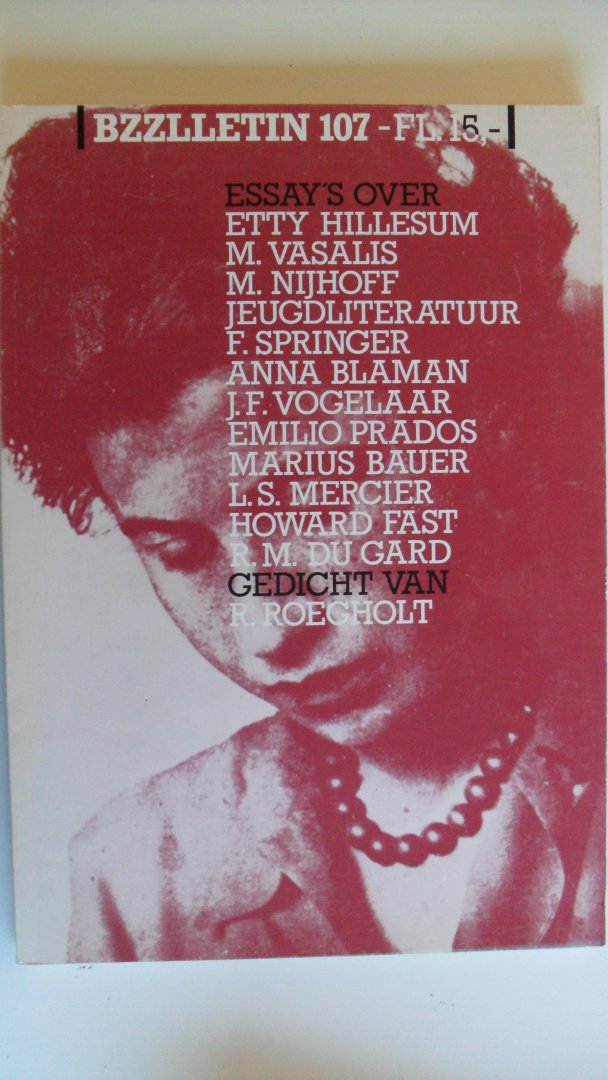 BZZLLETIN 107 - FL. 15,-
ESSAY'S OVER
ETTY HILLESUM
M. VASALIS
M. NIJHOFF
JEUGDLITERATUUR
F. SPRINGER
ANNA BLAMAN
J.F. VOGELAAR
EMILIO PRADOS
MARIUS BAUER
L.S. MERCIER
HOWARD FAST
R.M. DU GARD
GEDICHT VAN
R. ROEGHOLT